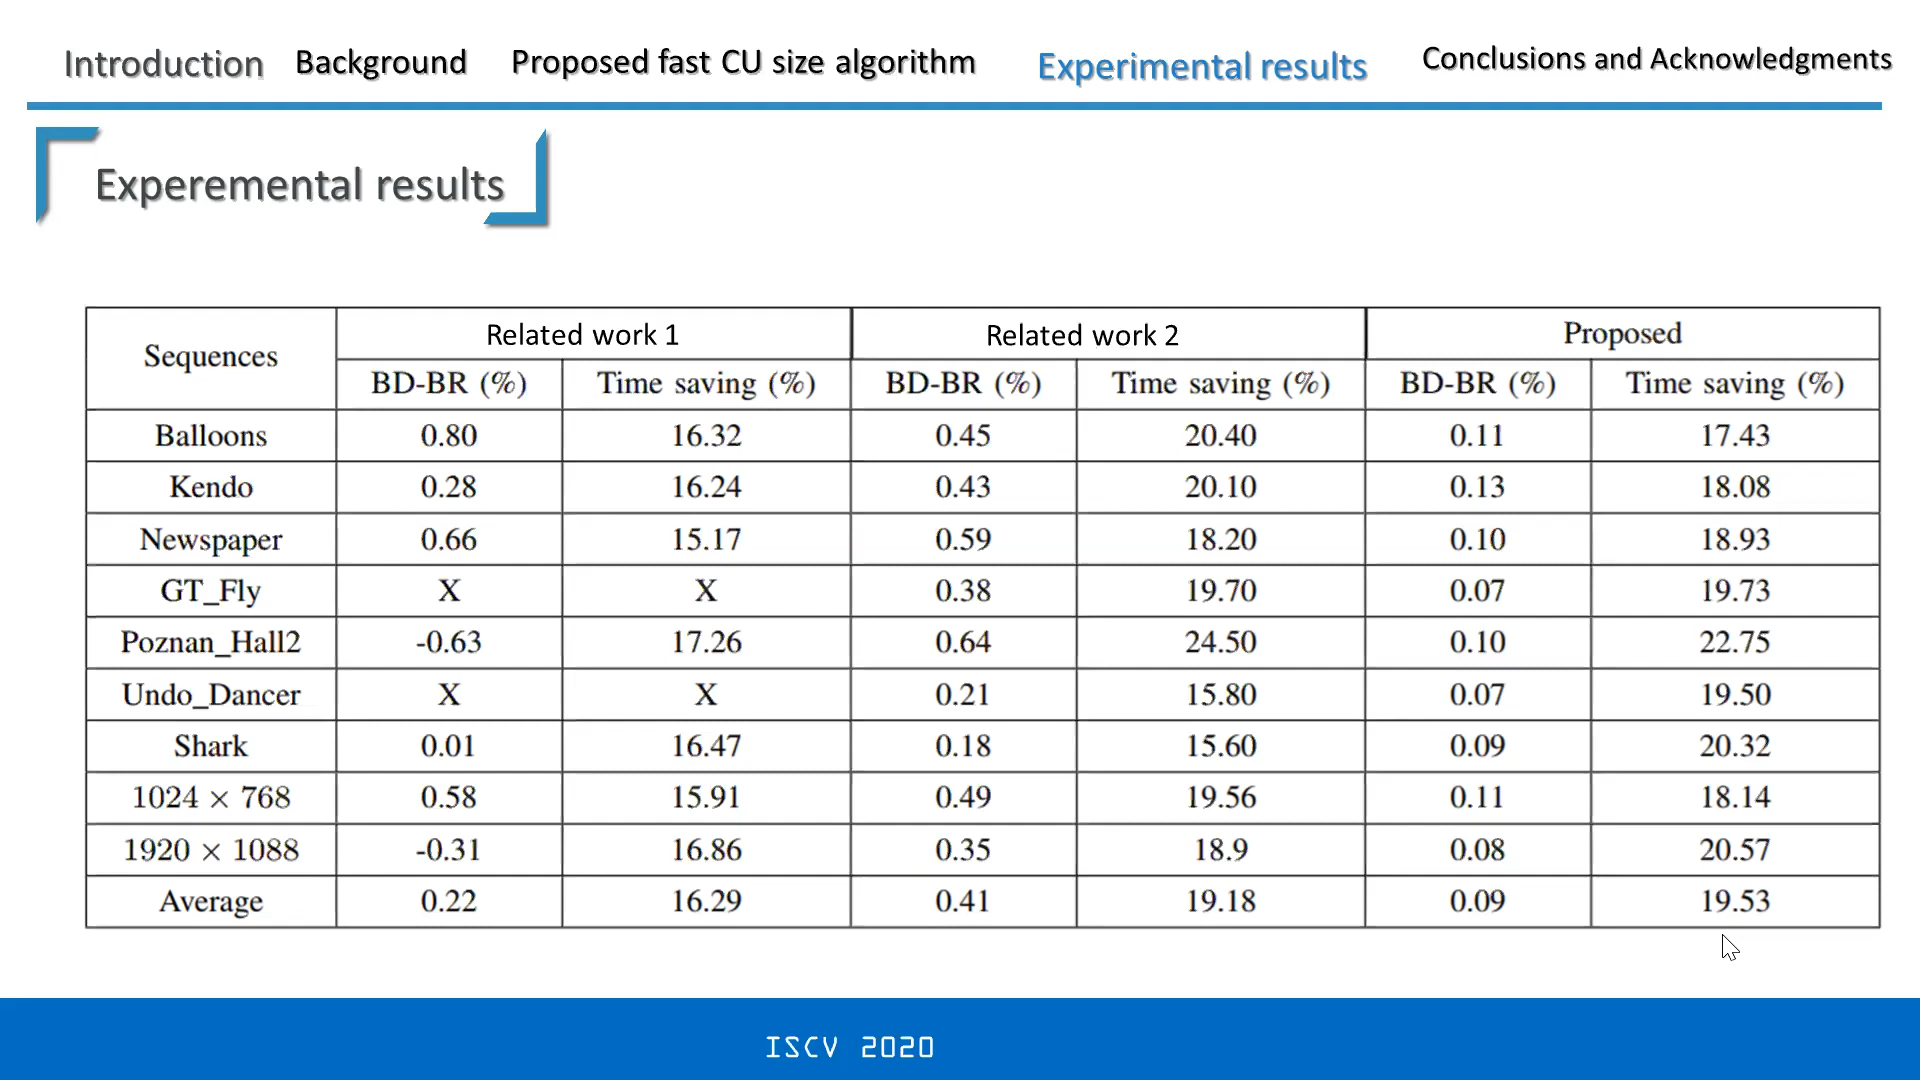 Introduction Background Proposed fast CU size algorithm Experimental results Conclusions and Acknowledgments
Experemental results
Sequences Related work 1 Related work 2 Proposed
BD-BR (%) Time saving (%) BD-BR (%) Time saving (%) BD-BR (%) Time saving (%)
Balloons 0.80 16.32 0.45 20.40 0.11 17.43
Kendo 0.28 16.24 0.43 20.10 0.13 18.08
Newspaper 0.66 15.17 0.59 18.20 0.10 18.93
GT_Fly X X 0.38 19.70 0.07 19.73
Poznan_Hall2 -0.63 17.26 0.64 24.50 0.10 22.75
Undo_Dancer X X 0.21 15.80 0.07 19.50
Shark 0.01 16.47 0.18 15.60 0.09 20.32
1024 × 768 0.58 15.91 0.49 19.56 0.11 18.14
1920 × 1088 -0.31 16.86 0.35 18.9 0.08 20.57
Average 0.22 16.29 0.41 19.18 0.09 19.53
ISCV 2020